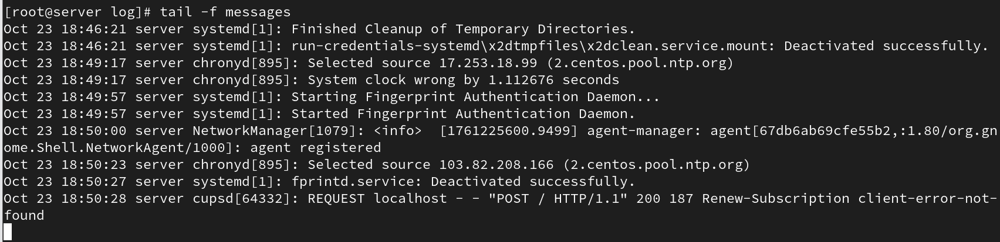 [root@server log]# tail -f messages
Oct 23 18:46:21 server systemd[1]: Finished Cleanup of Temporary Directories.
Oct 23 18:46:21 server systemd[1]: run-credentials-systemd\x2dtmpfiles\x2dclean.service.mount: Deactivated successfully.
Oct 23 18:49:17 server chronyd[895]: Selected source 17.253.18.99 (2.centos.pool.ntp.org)
Oct 23 18:49:17 server chronyd[895]: System clock wrong by 1.112676 seconds
Oct 23 18:49:57 server systemd[1]: Starting Fingerprint Authentication Daemon...
Oct 23 18:49:57 server systemd[1]: Started Fingerprint Authentication Daemon.
Oct 23 18:50:00 server NetworkManager[1079]: <info>  [1761225600.9499] agent-manager: agent[67db6ab69cfe55b2,:1.80/org.gn
ome.Shell.NetworkAgent/1000]: agent registered
Oct 23 18:50:23 server chronyd[895]: Selected source 103.82.208.166 (2.centos.pool.ntp.org)
Oct 23 18:50:27 server systemd[1]: fprintd.service: Deactivated successfully.
Oct 23 18:50:28 server cupsd[64332]: REQUEST localhost - - "POST / HTTP/1.1" 200 187 Renew-Subscription client-error-not-
found